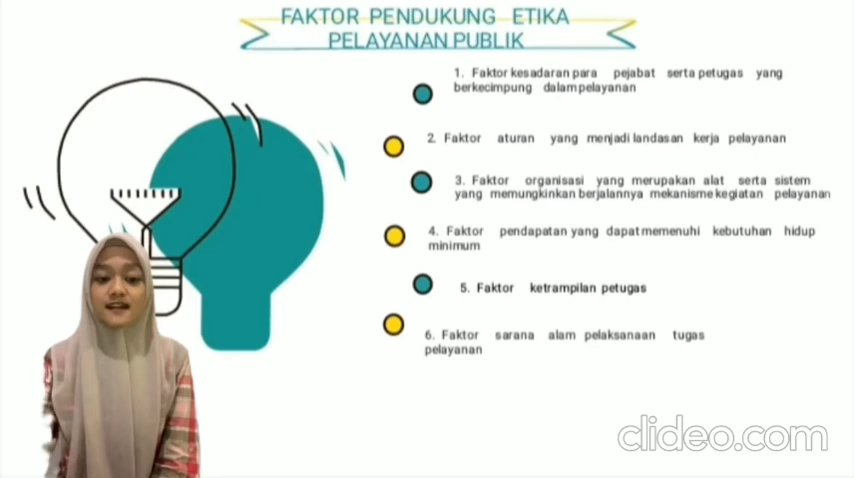 FAKTOR PENDUKUNG ETIKA
PELAYANAN PUBLIK
1. Faktor kesadaran para pejabat serta petugas yang
berkecimpung dalam pelayanan
2. Faktor aturan yang menjadi landasan kerja pelayanan
3. Faktor organisasi yang merupakan alat serta sistem
yang memungkinkan berjalannya mekanisme kegiatan pelayanan
4. Faktor pendapatan yang dapat memenuhi kebutuhan hidup
minimum
5. Faktor ketrampilan petugas
6. Faktor sarana alam pelaksanaan tugas
pelayanan
clideo.com